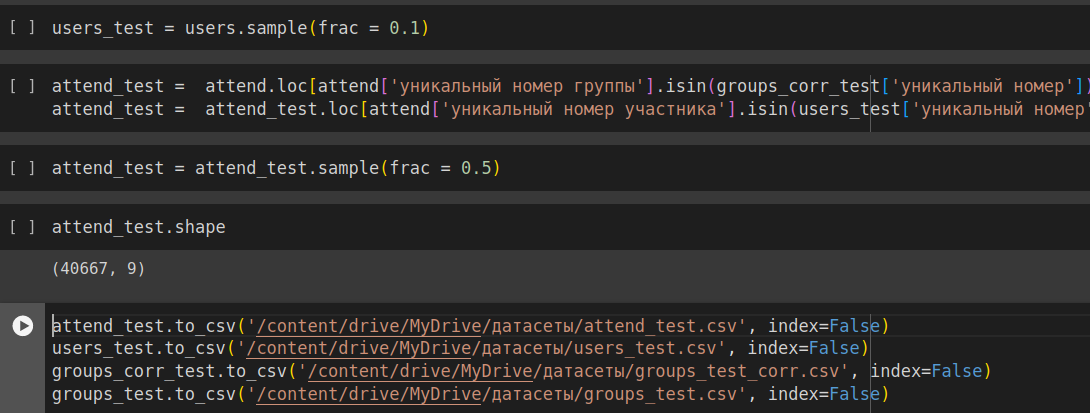 [ ] users_test = users.sample(frac = 0.1)
[ ] attend_test =  attend.loc[attend['уникальный номер группы'].isin(groups_corr_test['уникальный номер'])
attend_test =  attend_test.loc[attend['уникальный номер участника'].isin(users_test['уникальный номер'
[ ] attend_test = attend_test.sample(frac = 0.5)
[ ] attend_test.shape
(40667, 9)
attend_test.to_csv('/content/drive/MyDrive/датасеты/attend_test.csv', index=False)
users_test.to_csv('/content/drive/MyDrive/датасеты/users_test.csv', index=False)
groups_corr_test.to_csv('/content/drive/MyDrive/датасеты/groups_test_corr.csv', index=False)
groups_test.to_csv('/content/drive/MyDrive/датасеты/groups_test.csv', index=False)